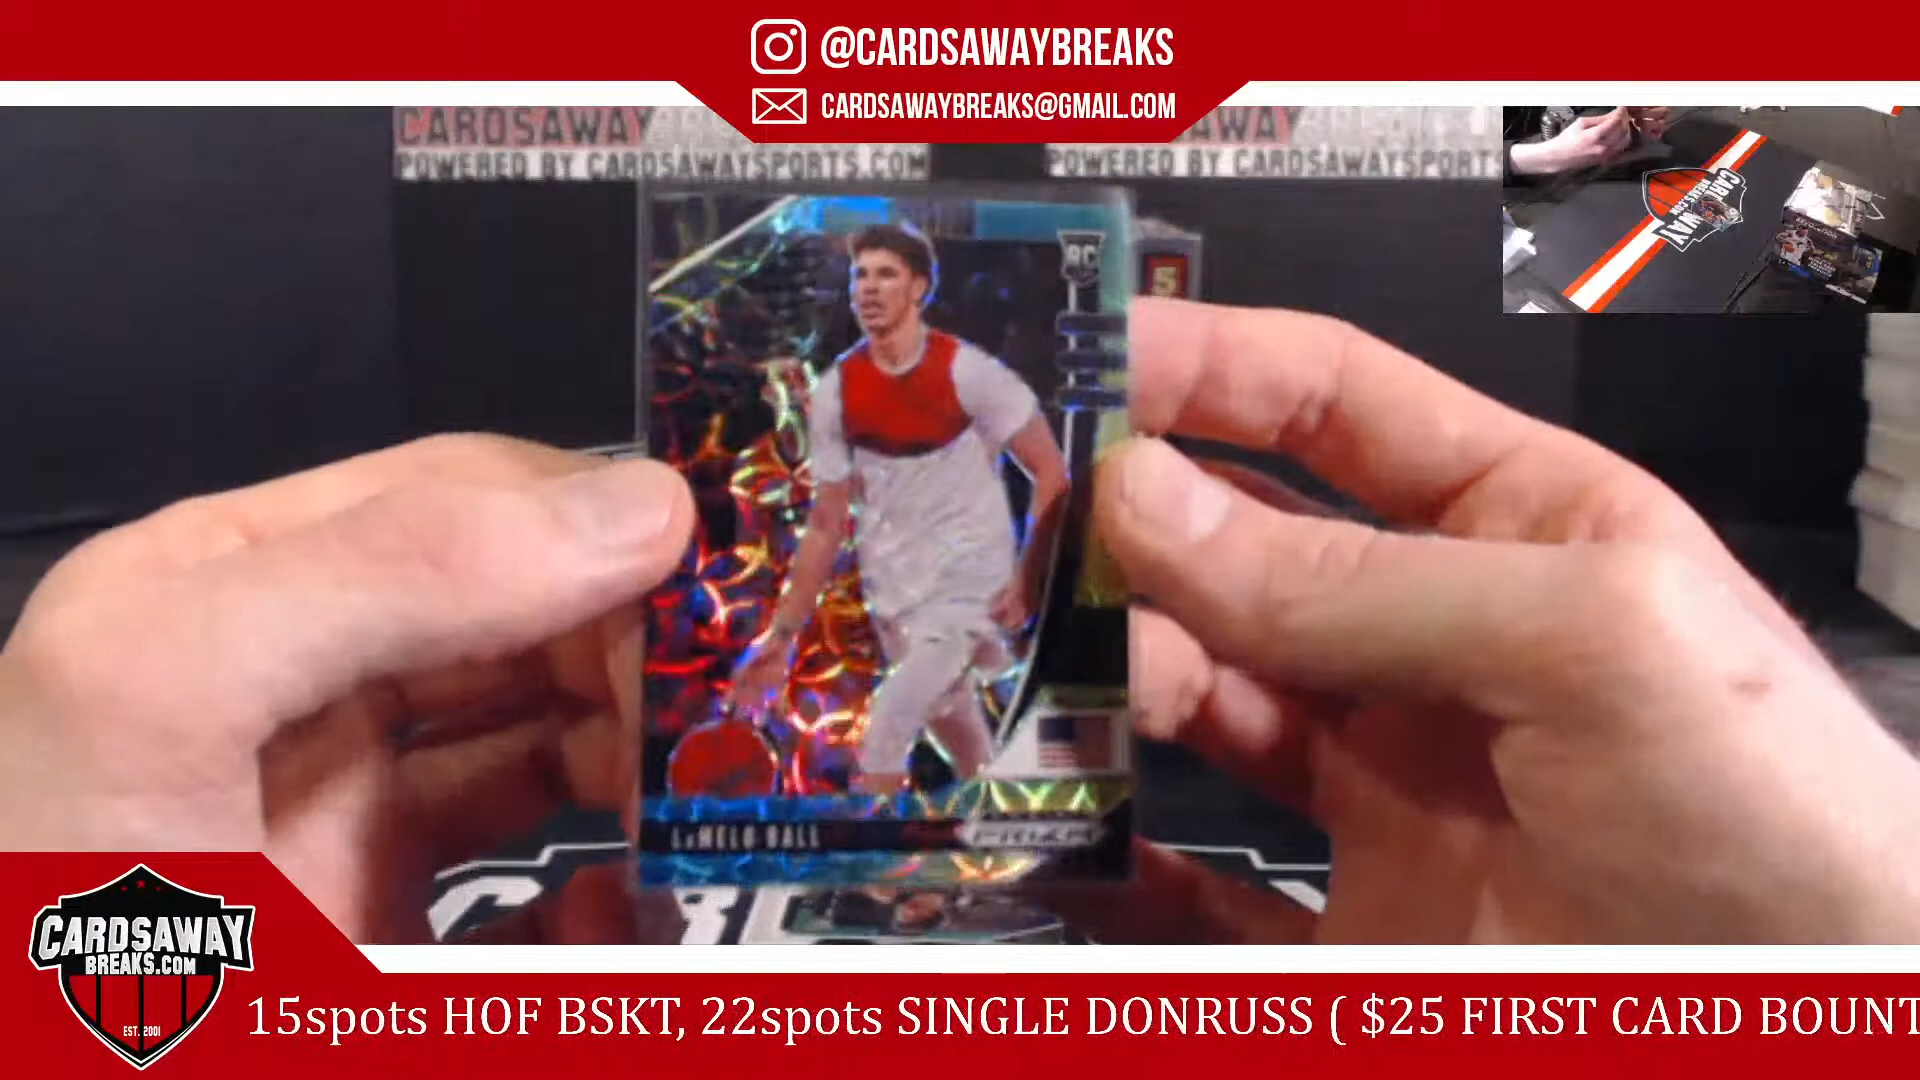 @CARDSAWAYBREAKS
CARDSAWAYBREAKS@GMAIL.COM
CARDSAWAY
POWERED BY CARDSAWAYSPORTS.COM
POWERED BY CARDSAWAYSPORTS
RC
5
LaMELO BALL
PRIZM
CARDSAWAY
BREAKS.COM
EST. 2001
15spots HOF BSKT, 22spots SINGLE DONRUSS ( $25 FIRST CARD BOUNT